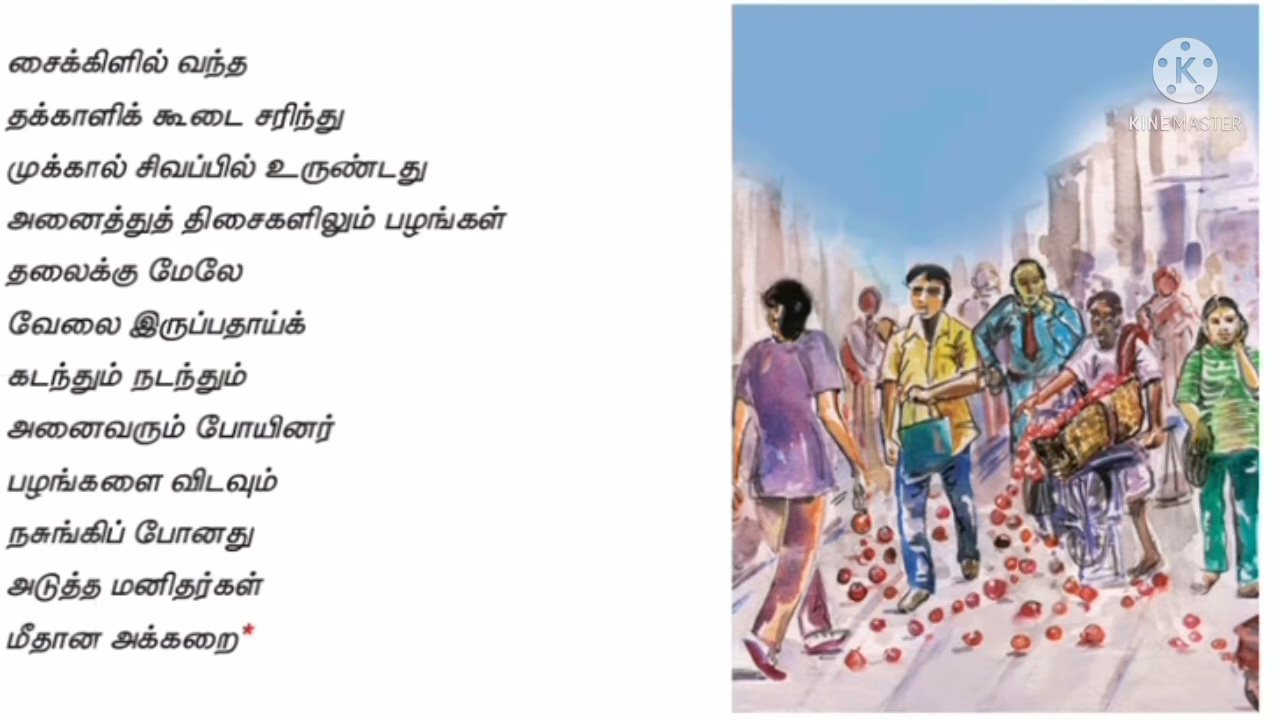 சைக்கிளில் வந்த
தக்காளிக் கூடை சரிந்து
முக்கால் சிவப்பில் உருண்டது
அனைத்துத் திசைகளிலும் பழங்கள்
தலைக்கு மேலே
வேலை இருப்பதாய்க்
கடந்தும் நடந்தும்
அனைவரும் போயினர்
பழங்களை விடவும்
நசுங்கிப் போனது
அடுத்த மனிதர்கள்
மீதான அக்கறை*
K
KINEMASTER